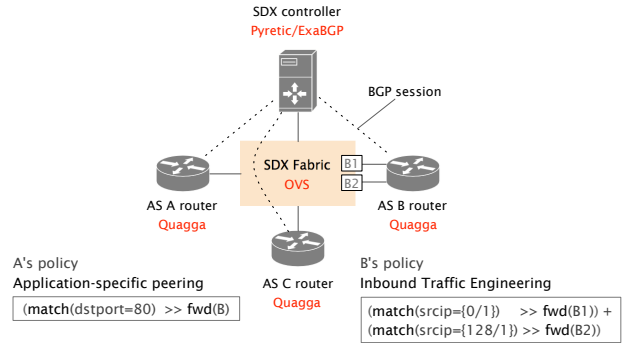 SDX controller
Pyretic/ExaBGP
BGP session
SDX Fabric
OVS
B1
B2
AS A router
Quagga
AS B router
Quagga
AS C router
Quagga
A's policy
Application-specific peering
(match(dstport=80) >> fwd(B)
B's policy
Inbound Traffic Engineering
(match(srcip={0/1}) >> fwd(B1)) +
(match(srcip={128/1}) >> fwd(B2))